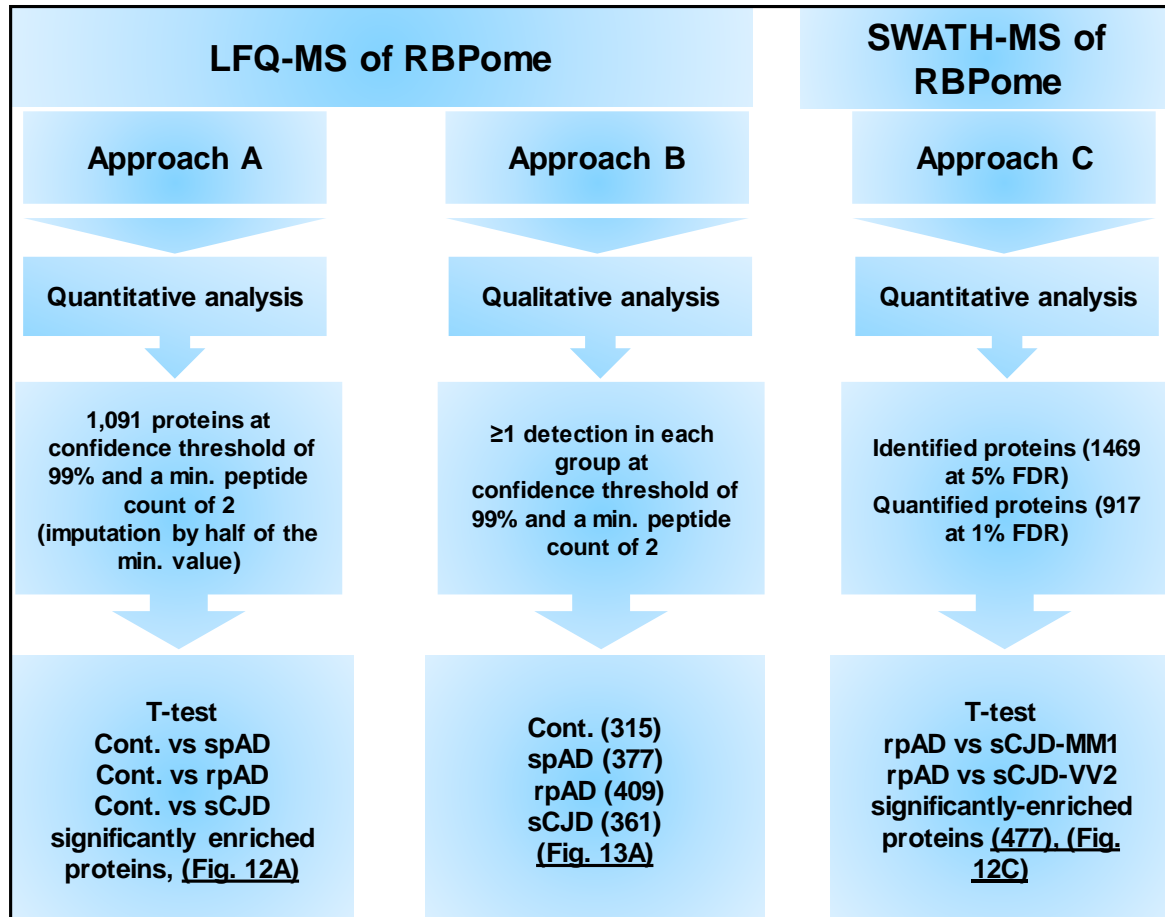 LFQ-MS of RBPome
SWATH-MS of
RBPome
Approach A
Approach B
Approach C
Quantitative analysis
Qualitative analysis
Quantitative analysis
1,091 proteins at
confidence threshold of
99% and a min. peptide
count of 2
(imputation by half of the
min. value)
≥1 detection in each
group at
confidence threshold of
99% and a min. peptide
count of 2
Identified proteins (1469
at 5% FDR)
Quantified proteins (917
at 1% FDR)
T-test
Cont. vs spAD
Cont. vs rpAD
Cont. vs sCJD
significantly enriched
proteins, (Fig. 12A)
Cont. (315)
spAD (377)
rpAD (409)
sCJD (361)
(Fig. 13A)
T-test
rpAD vs sCJD-MM1
rpAD vs sCJD-VV2
significantly-enriched
proteins (477), (Fig.
12C)